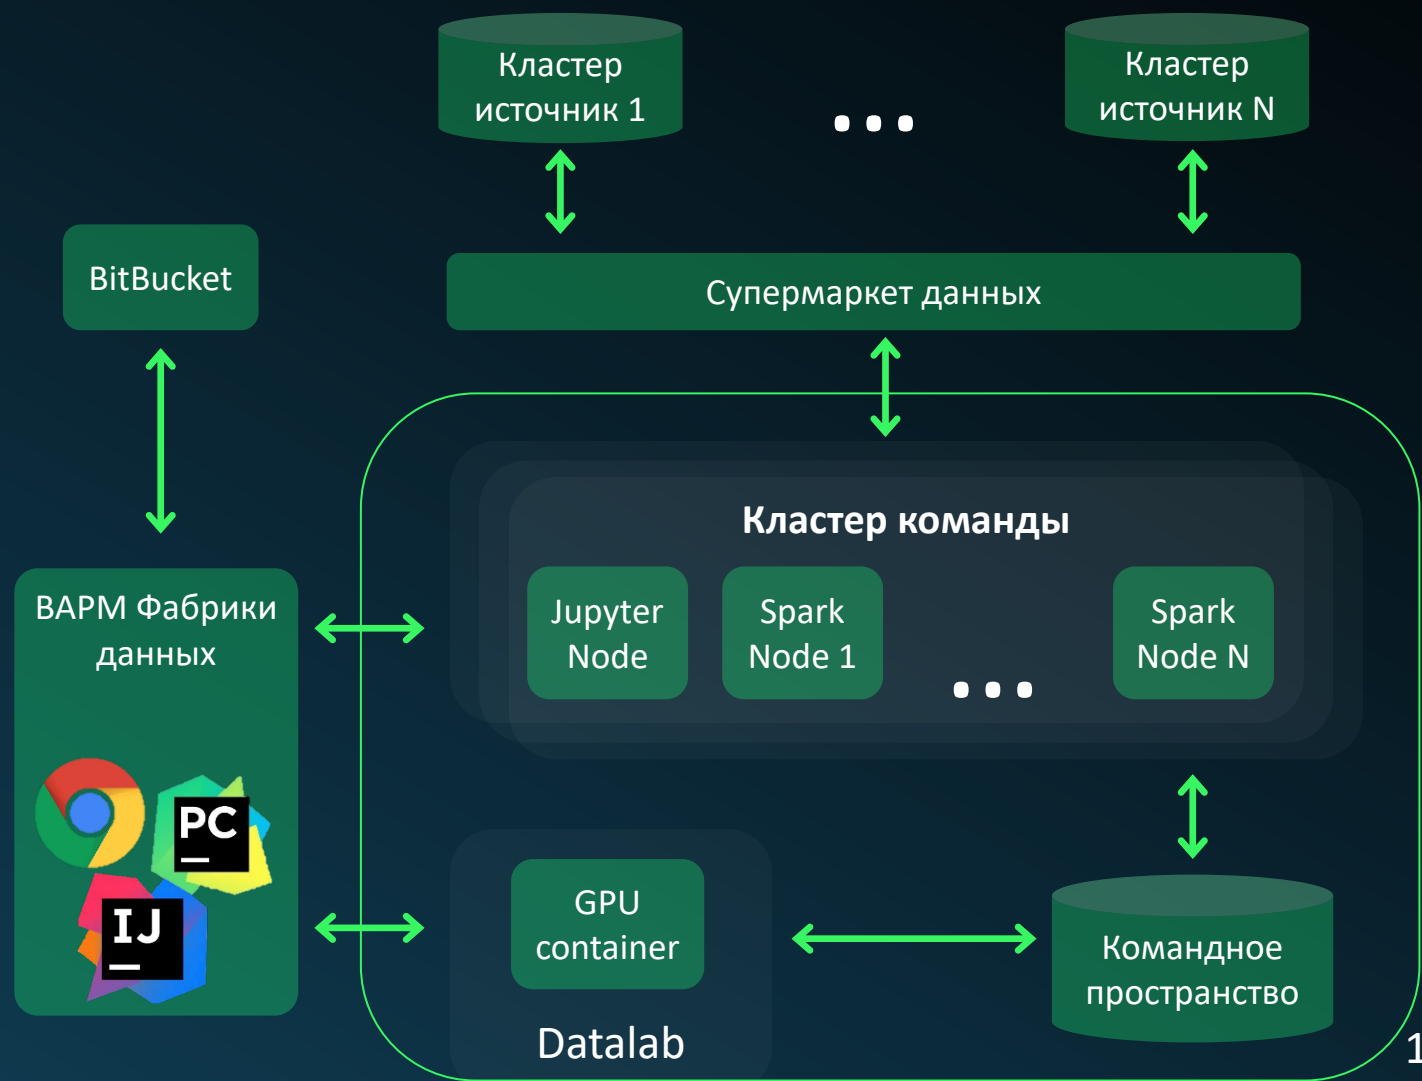 Кластер
источник 1
...
Кластер
источник N
BitBucket
Супермаркет данных
Кластер команды
ВАРМ Фабрики
данных
Jupyter
Node
Spark
Node 1
...
Spark
Node N
PC
IJ
GPU
container
Datalab
Командное
пространство
1